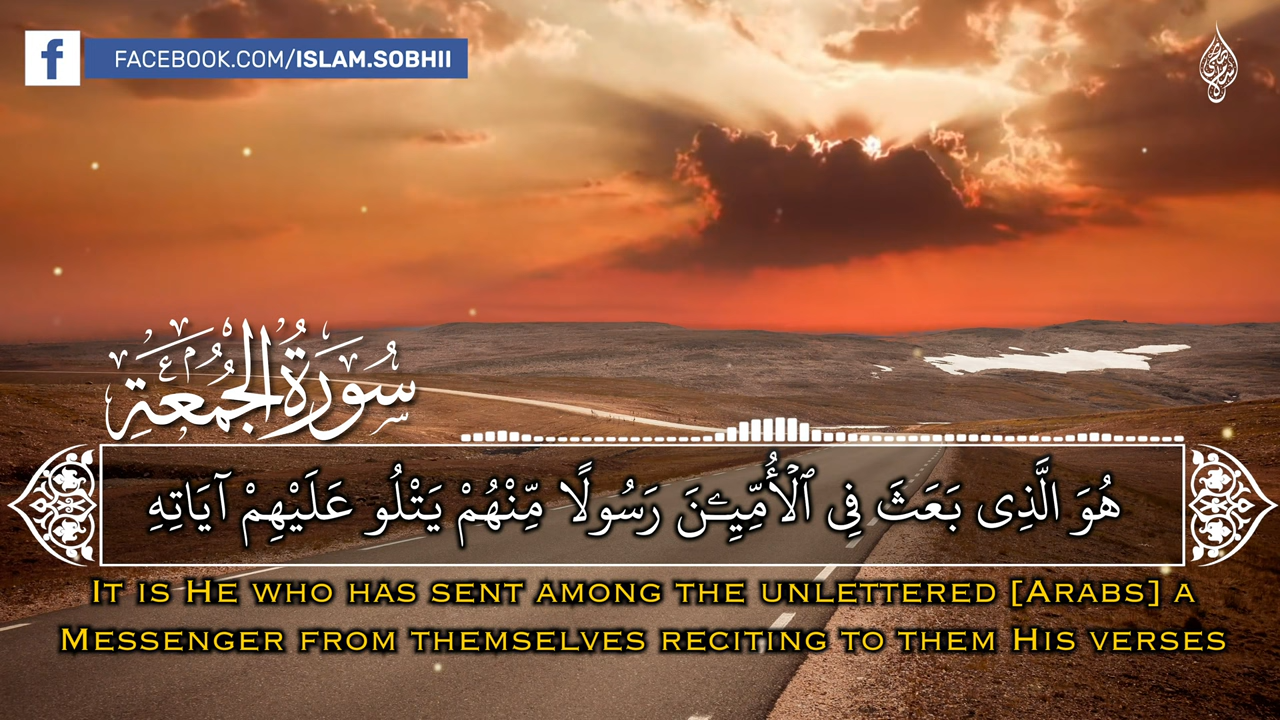 f
FACEBOOK.COM/ISLAM.SOBHII
سُورَةُ الجُمُعَةِ
هُوَ الَّذِى بَعَثَ فِى ٱلْأُمِّيِّـۧنَ رَسُولًا مِّنْهُمْ يَتْلُو عَلَيْهِمْ آيَاتِهِ
IT IS HE WHO HAS SENT AMONG THE UNLETTERED [ARABS] A
MESSENGER FROM THEMSELVES RECITING TO THEM HIS VERSES